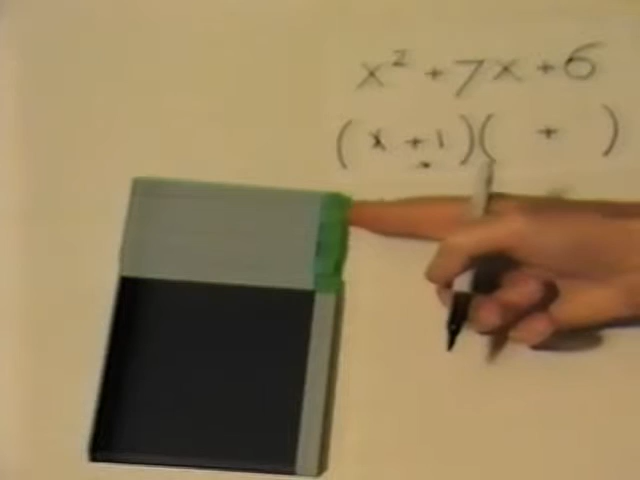 x² + 7x + 6
(x + 1)( + )